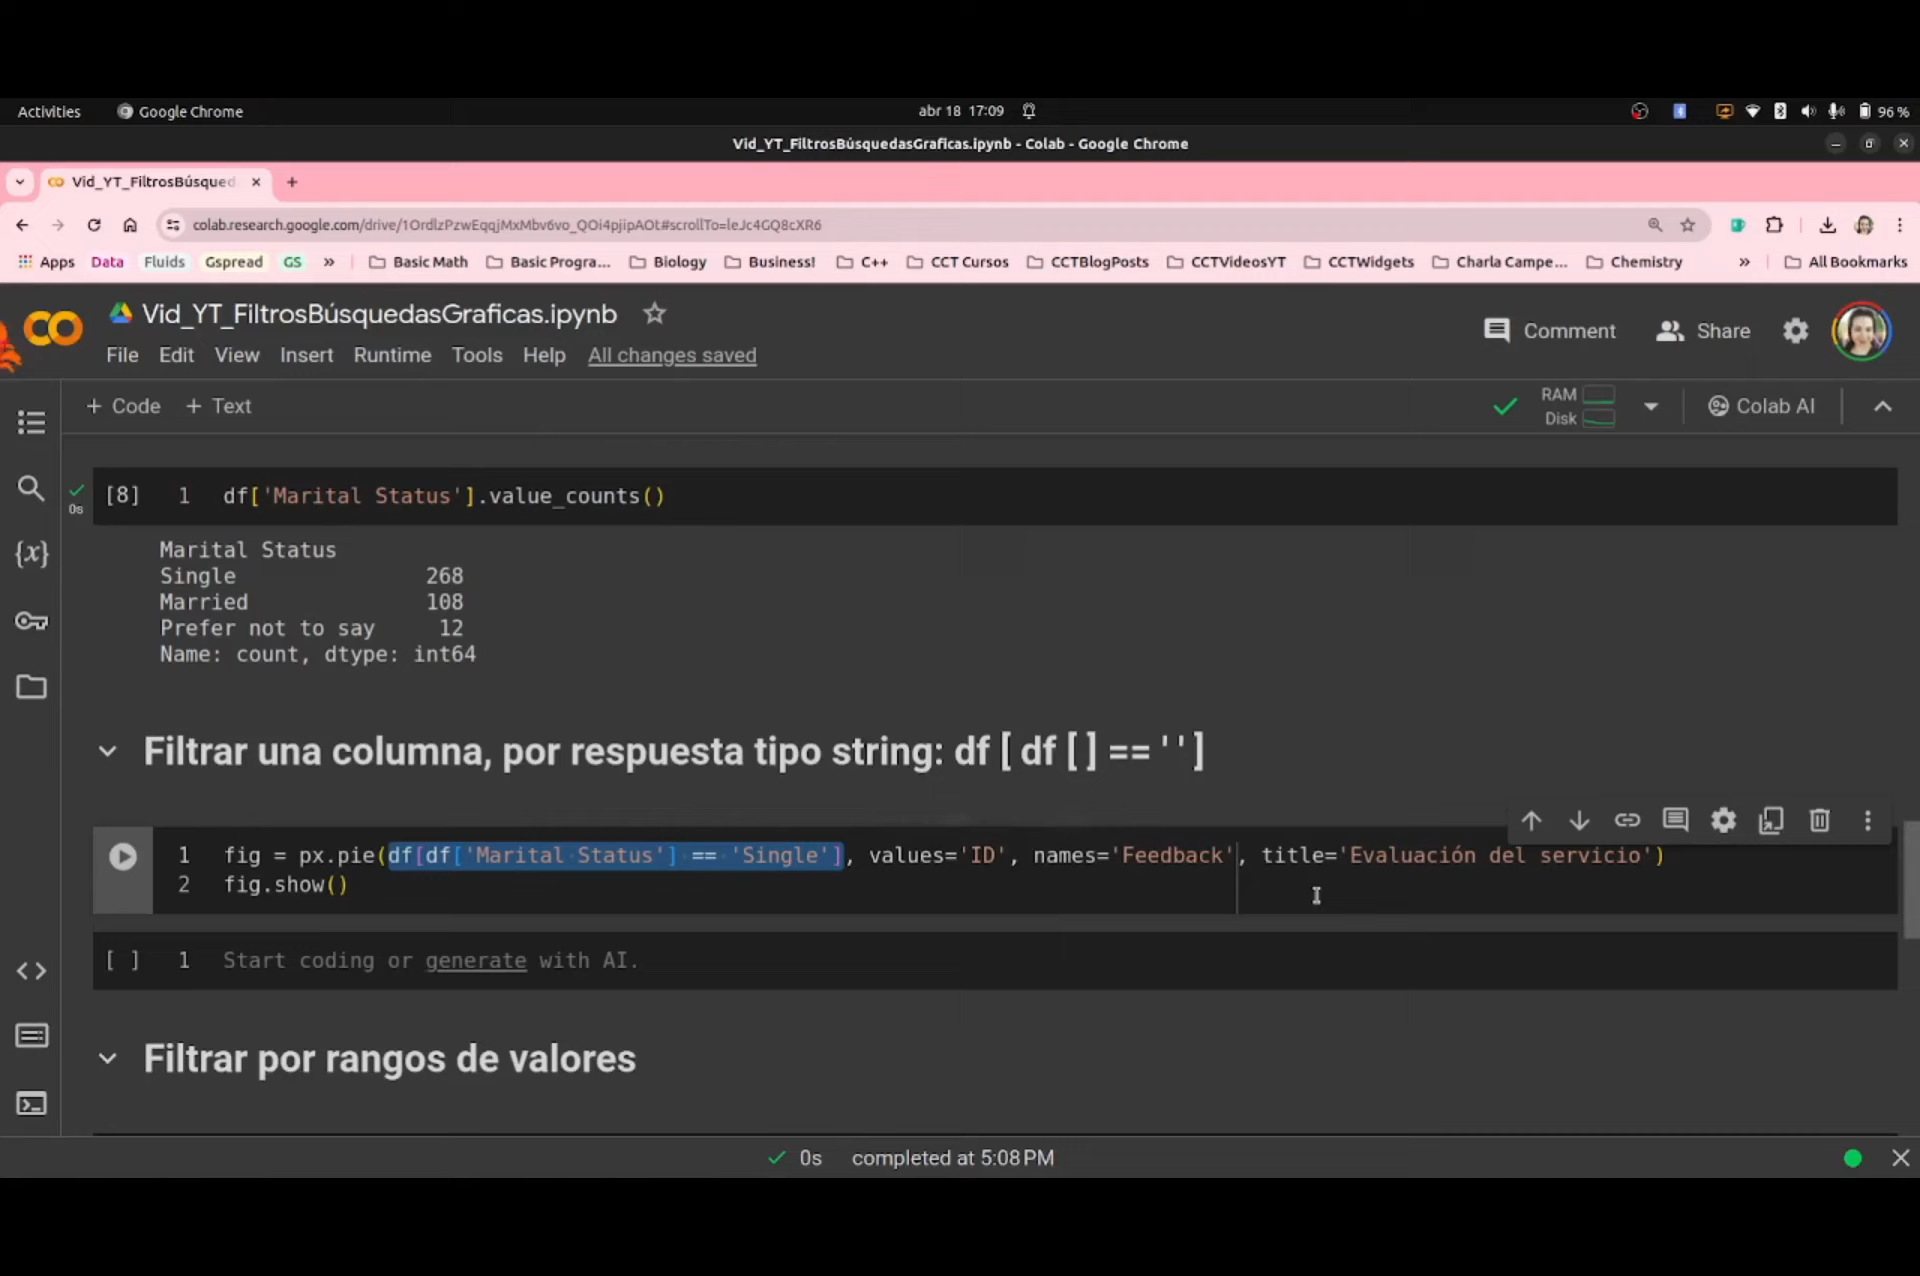 Activities Google Chrome abr 18 17:09 96 %
Vid_YT_FiltrosBúsquedasGraficas.ipynb - Colab - Google Chrome
Vid_YT_FiltrosBúsqued
colab.research.google.com/drive/1OrdlzPzwEqqjMxMbv6vo_QOi4pjipAOt#scrollTo=leJc4GQ8cXR6
Apps Data Fluids Gspread GS » Basic Math Basic Progra... Biology Business! C++ CCT Cursos CCTBlogPosts CCTVideosYT CCTWidgets Charla Campe... Chemistry » All Bookmarks
Vid_YT_FiltrosBúsquedasGraficas.ipynb
Comment Share
File Edit View Insert Runtime Tools Help All changes saved
+ Code + Text RAM Disk Colab AI
[8] 1 df['Marital Status'].value_counts()
0s
Marital Status
Single 268
Married 108
Prefer not to say 12
Name: count, dtype: int64
Filtrar una columna, por respuesta tipo string: df [ df [] == '' ]
1 fig = px.pie(df[df['Marital Status'] == 'Single'], values='ID', names='Feedback', title='Evaluación del servicio')
2 fig.show()
[ ] 1 Start coding or generate with AI.
Filtrar por rangos de valores
0s completed at 5:08 PM